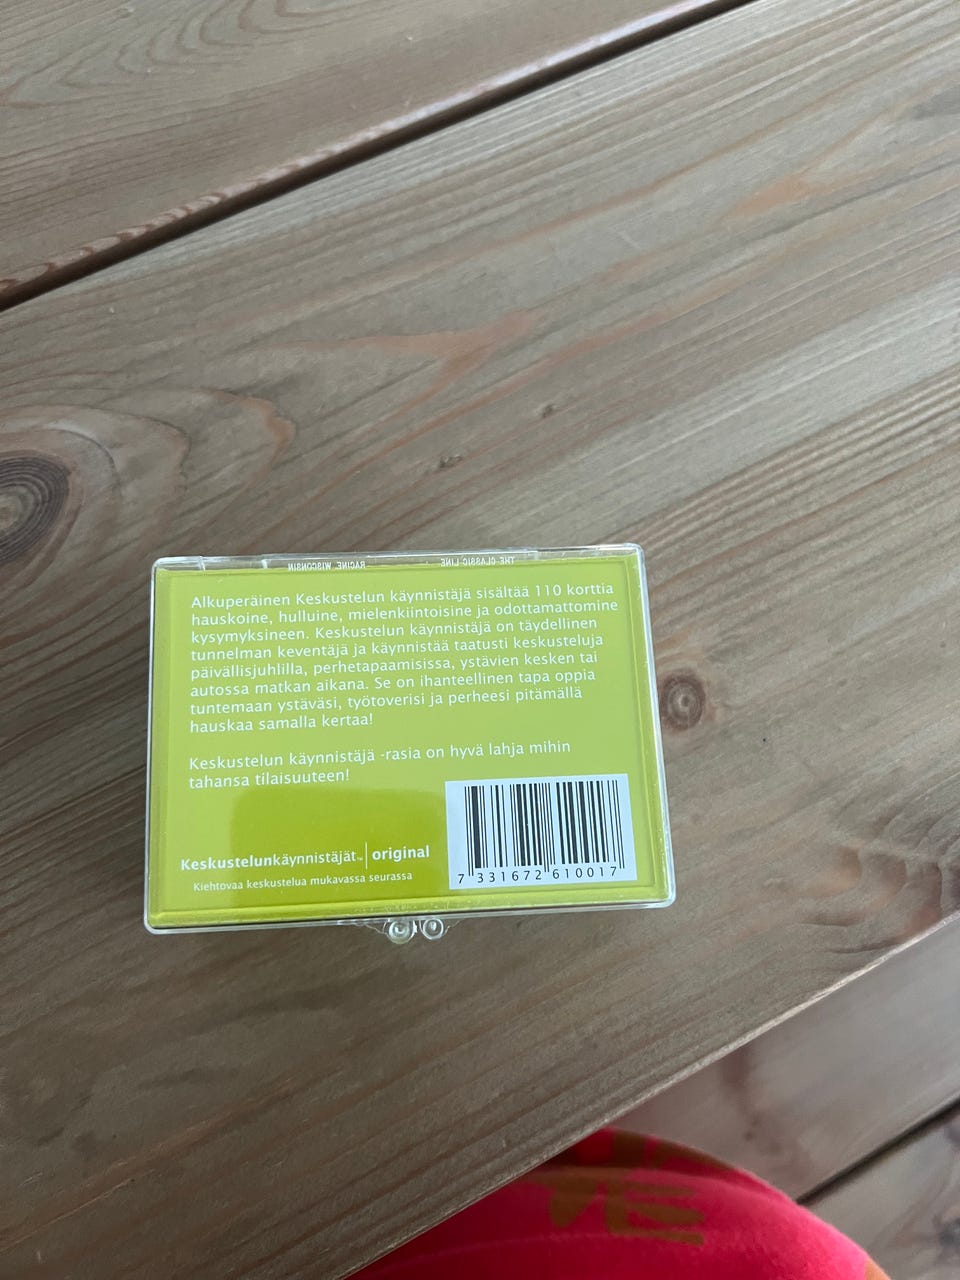 RACINE, WISCONSIN
THE CLASSIC LINE
Alkuperäinen Keskustelun käynnistäjä sisältää 110 korttia
hauskoine, hulluine, mielenkiintoisine ja odottamattomine
kysymyksineen. Keskustelun käynnistäjä on täydellinen
tunnelman keventäjä ja käynnistää taatusti keskusteluja
päivällisjuhlilla, perhetapaamisissa, ystävien kesken tai
autossa matkan aikana. Se on ihanteellinen tapa oppia
tuntemaan ystäväsi, työtoverisi ja perheesi pitämällä
hauskaa samalla kertaa!
Keskustelun käynnistäjä -rasia on hyvä lahja mihin
tahansa tilaisuuteen!
Keskustelunkäynnistäjät™ | original
Kiehtovaa keskustelua mukavassa seurassa
7 331672 610017